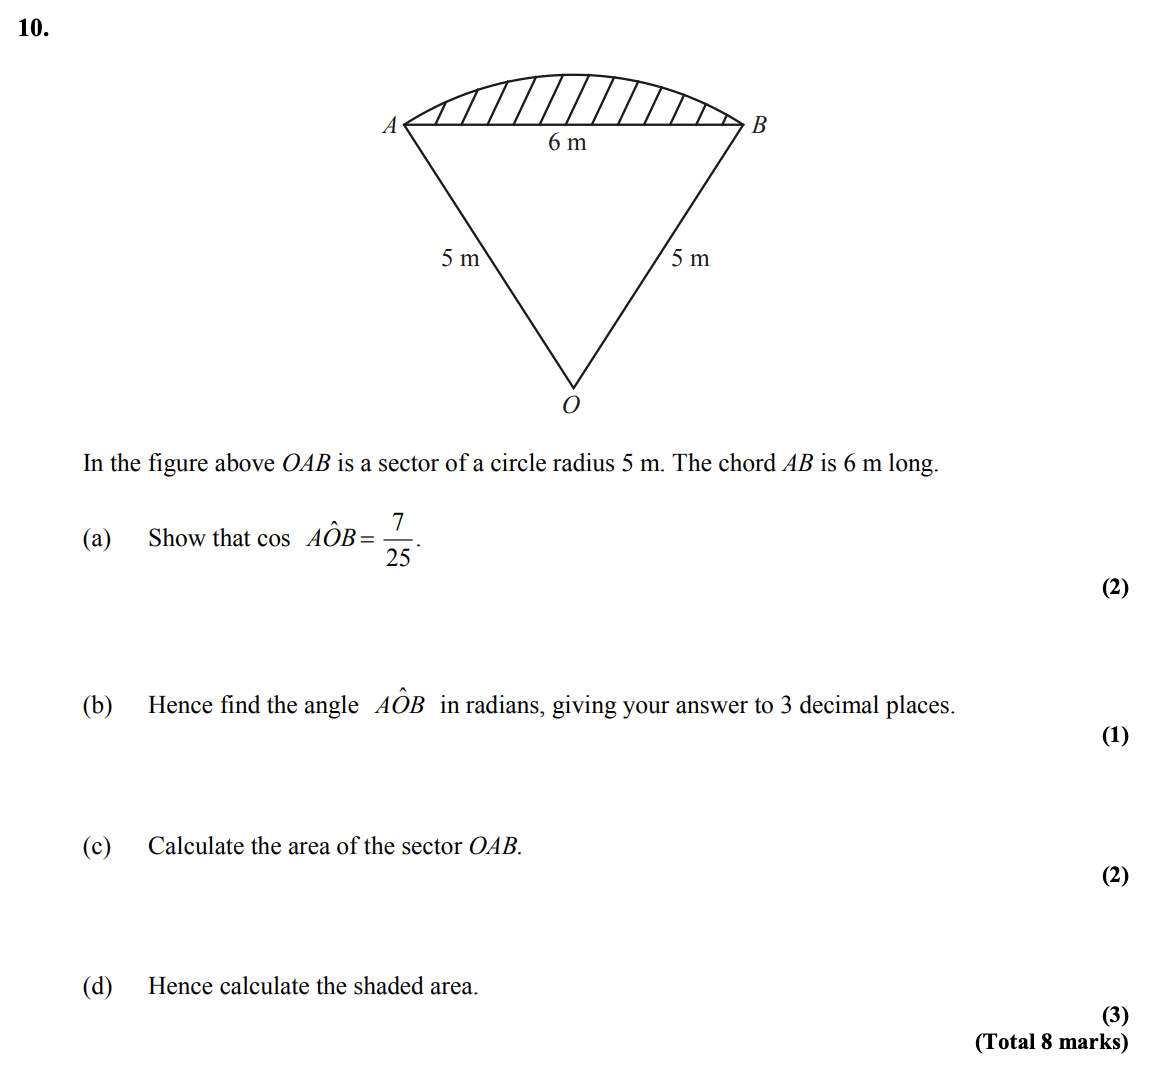 10.
A
B
6 m
5 m
5 m
O
In the figure above OAB is a sector of a circle radius 5 m. The chord AB is 6 m long.
(a) Show that cos AÔB = 7/25.
(2)
(b) Hence find the angle AÔB in radians, giving your answer to 3 decimal places.
(1)
(c) Calculate the area of the sector OAB.
(2)
(d) Hence calculate the shaded area.
(3)
(Total 8 marks)